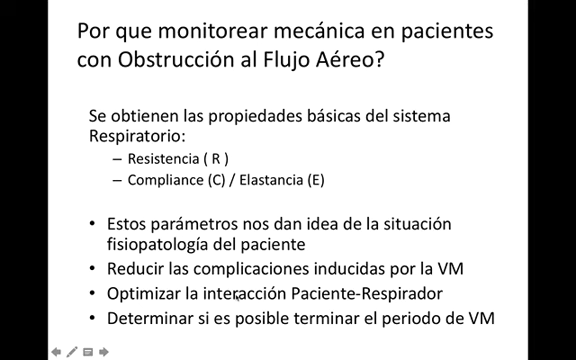 Por que monitorear mecánica en pacientes
con Obstrucción al Flujo Aéreo?
Se obtienen las propiedades básicas del sistema
Respiratorio:
– Resistencia ( R )
– Compliance (C) / Elastancia (E)
• Estos parámetros nos dan idea de la situación
fisiopatología del paciente
• Reducir las complicaciones inducidas por la VM
• Optimizar la interacción Paciente-Respirador
• Determinar si es posible terminar el periodo de VM